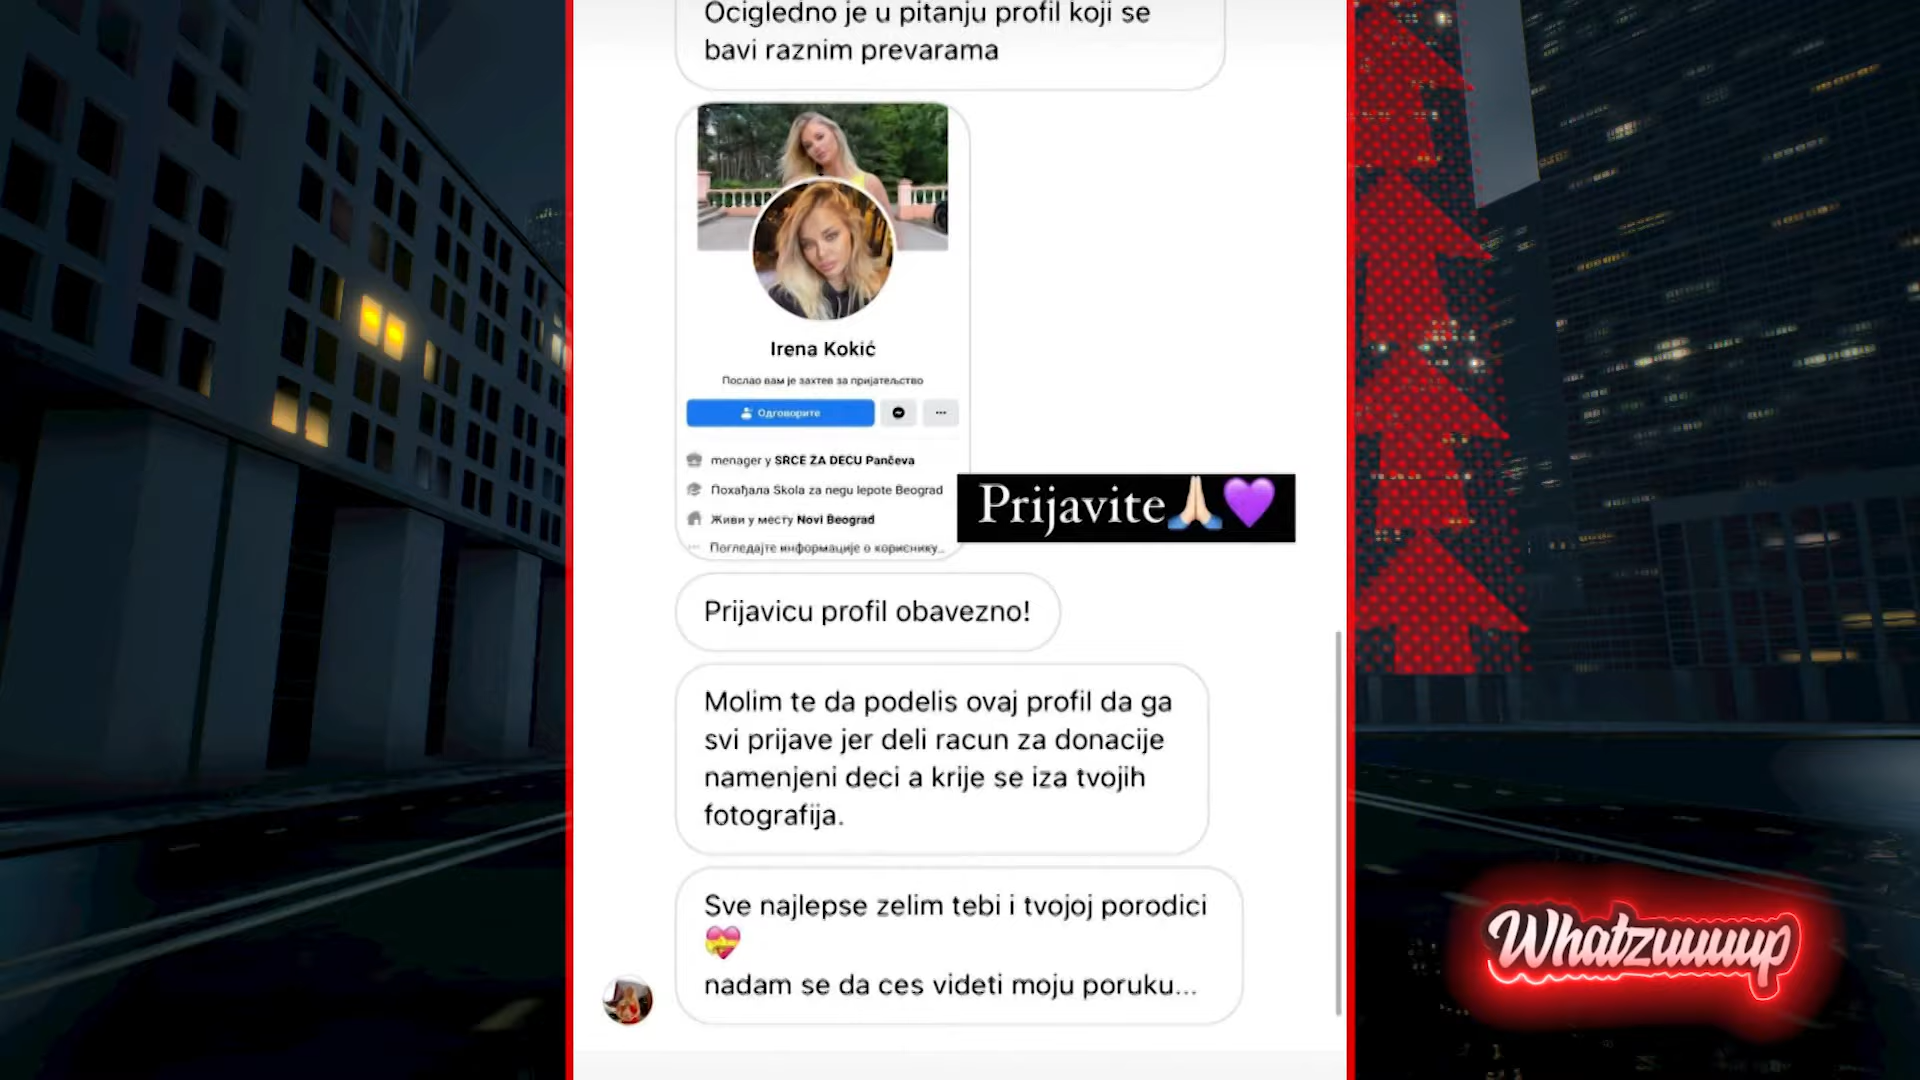 Ocigledno je u pitanju profil koji se
bavi raznim prevarama
Irena Kokić
Послао вам је захтев за пријатељство
Одговорите
menager у SRCE ZA DECU Pančeva
Похађала Skola za negu lepote Beograd
Живи у месту Novi Beograd
Погледајте информације о кориснику...
Prijavite🙏🏻💜
Prijavicu profil obavezno!
Molim te da podelis ovaj profil da ga
svi prijave jer deli racun za donacije
namenjeni deci a krije se iza tvojih
fotografija.
Sve najlepse zelim tebi i tvojoj porodici
💝
nadam se da ces videti moju poruku...
Whatzuuuup